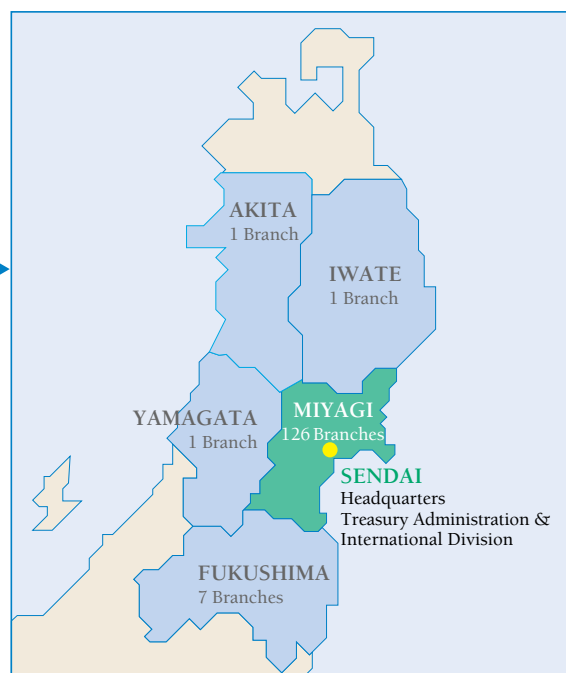 AKITA
1 Branch
IWATE
1 Branch
YAMAGATA
1 Branch
MIYAGI
126 Branches
SENDAI
Headquarters
Treasury Administration &
International Division
FUKUSHIMA
7 Branches